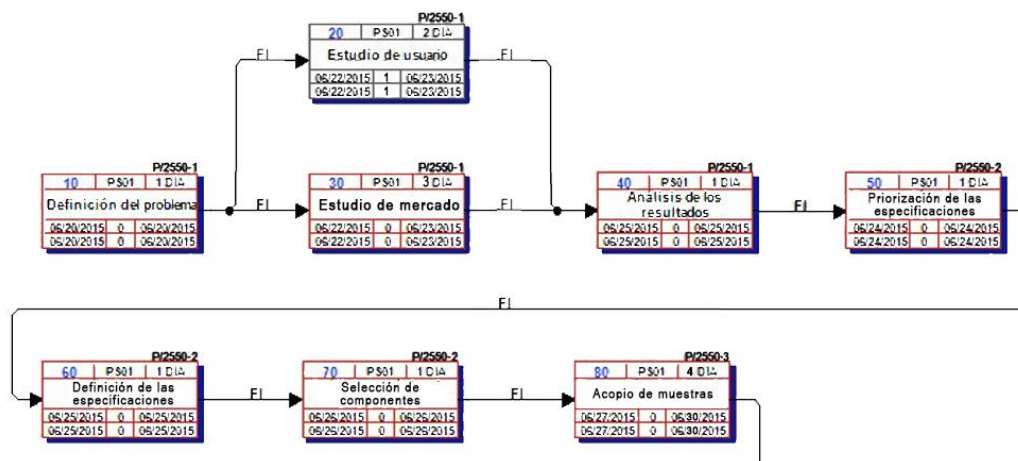 P/2550-1
20 PS01 2 DIA
Estudio de usuario
06/22/2015 1 06/23/2015
06/22/2015 1 06/23/2015
FI
FI
P/2550-1
10 PS01 1 DIA
Definición del problema
06/20/2015 0 06/20/2015
06/20/2015 0 06/20/2015
FI
P/2550-1
30 PS01 3 DIA
Estudio de mercado
06/22/2015 0 06/23/2015
06/22/2015 0 06/23/2015
FI
P/2550-1
40 PS01 1 DIA
Análisis de los
resultados
06/25/2015 0 06/25/2015
06/25/2015 0 06/25/2015
FI
P/2550-2
50 PS01 1 DIA
Priorización de las
especificaciones
06/24/2015 0 06/24/2015
06/24/2015 0 06/24/2015
FI
P/2550-2
60 PS01 1 DIA
Definición de las
especificaciones
06/25/2015 0 06/25/2015
06/25/2015 0 06/25/2015
FI
P/2550-2
70 PS01 1 DIA
Selección de
componentes
06/26/2015 0 06/26/2015
06/26/2015 0 06/26/2015
FI
P/2550-3
80 PS01 4 DIA
Acopio de muestras
06/27/2015 0 06/30/2015
06/27/2015 0 06/30/2015